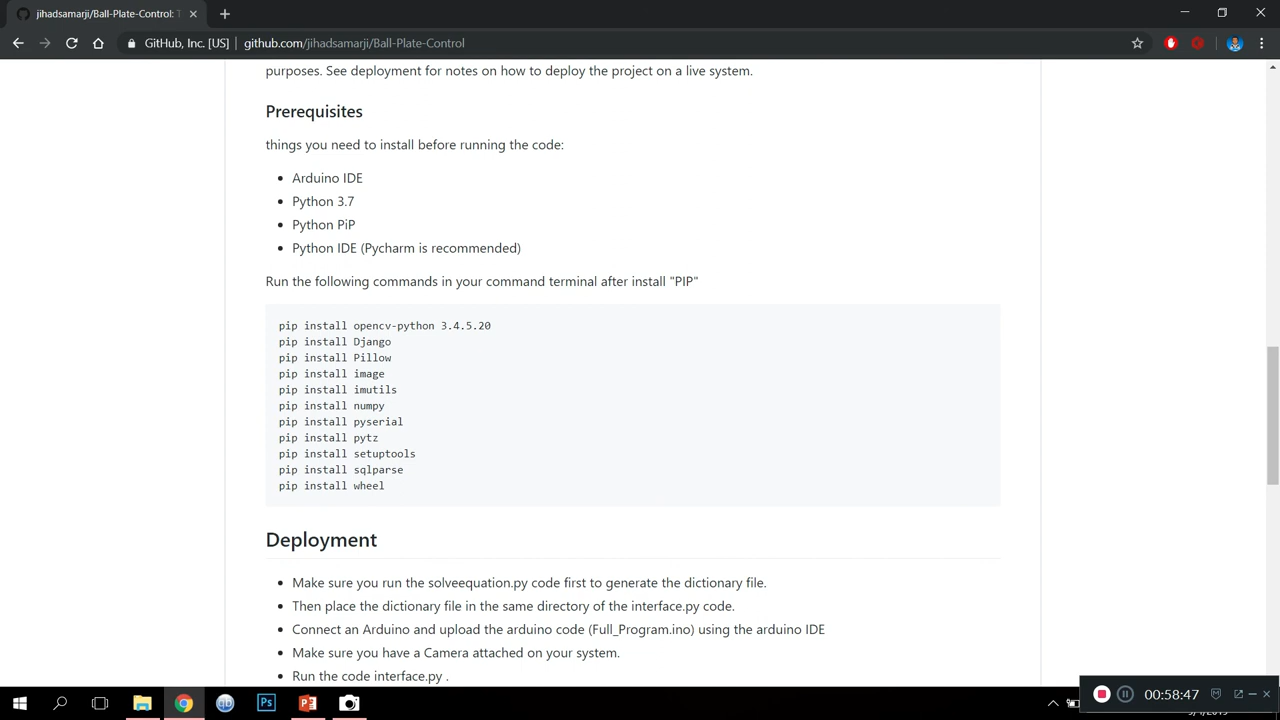 jihadsamarji/Ball-Plate-Control: T
GitHub, Inc. [US] | github.com/jihadsamarji/Ball-Plate-Control
purposes. See deployment for notes on how to deploy the project on a live system.
Prerequisites
things you need to install before running the code:
Arduino IDE
Python 3.7
Python PiP
Python IDE (Pycharm is recommended)
Run the following commands in your command terminal after install "PIP"
pip install opencv-python 3.4.5.20
pip install Django
pip install Pillow
pip install image
pip install imutils
pip install numpy
pip install pyserial
pip install pytz
pip install setuptools
pip install sqlparse
pip install wheel
Deployment
Make sure you run the solveequation.py code first to generate the dictionary file.
Then place the dictionary file in the same directory of the interface.py code.
Connect an Arduino and upload the arduino code (Full_Program.ino) using the arduino IDE
Make sure you have a Camera attached on your system.
Run the code interface.py .
Ps
00:58:47